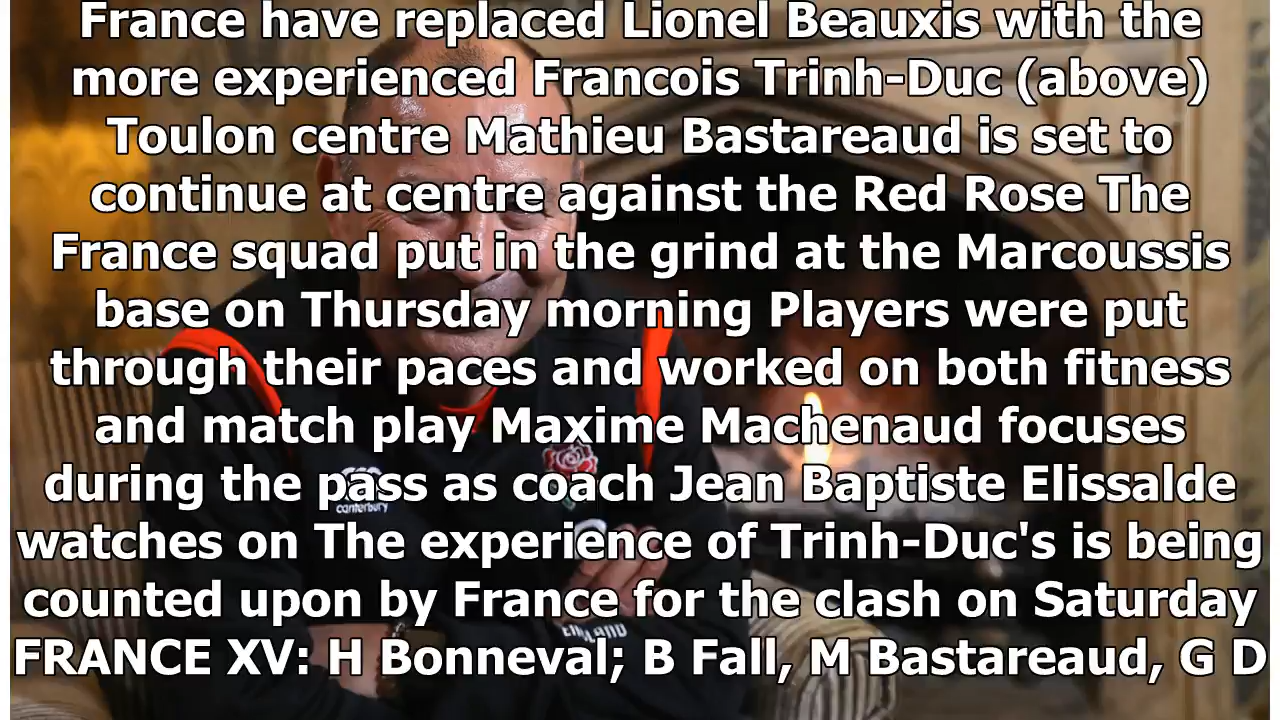 France have replaced Lionel Beauxis with the
more experienced Francois Trinh-Duc (above)
Toulon centre Mathieu Bastareaud is set to
continue at centre against the Red Rose The
France squad put in the grind at the Marcoussis
base on Thursday morning Players were put
through their paces and worked on both fitness
and match play Maxime Machenaud focuses
during the pass as coach Jean Baptiste Elissalde
canterbury
watches on The experience of Trinh-Duc's is being
counted upon by France for the clash on Saturday
ENGLAND
FRANCE XV: H Bonneval; B Fall, M Bastareaud, G D